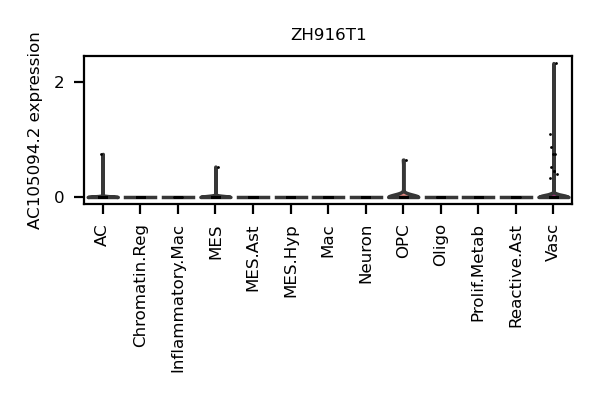 ZH916T1
AC105094.2 expression
2
0
AC
Chromatin.Reg
Inflammatory.Mac
MES
MES.Ast
MES.Hyp
Mac
Neuron
OPC
Oligo
Prolif.Metab
Reactive.Ast
Vasc